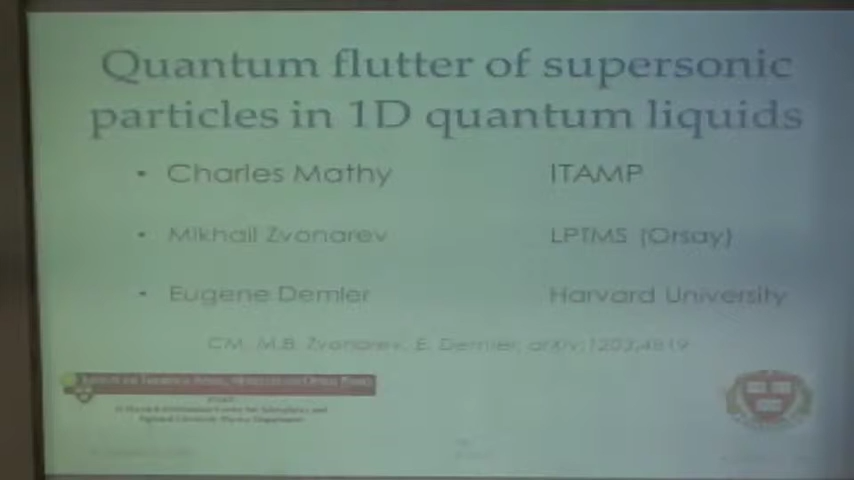 Quantum flutter of supersonic
particles in 1D quantum liquids
• Charles Mathy ITAMP
• Mikhail Zvonarev LPTMS (Orsay)
• Eugene Demler Harvard University
CM, M.B. Zvonarev, E. Demler, arxiv:1203.4819